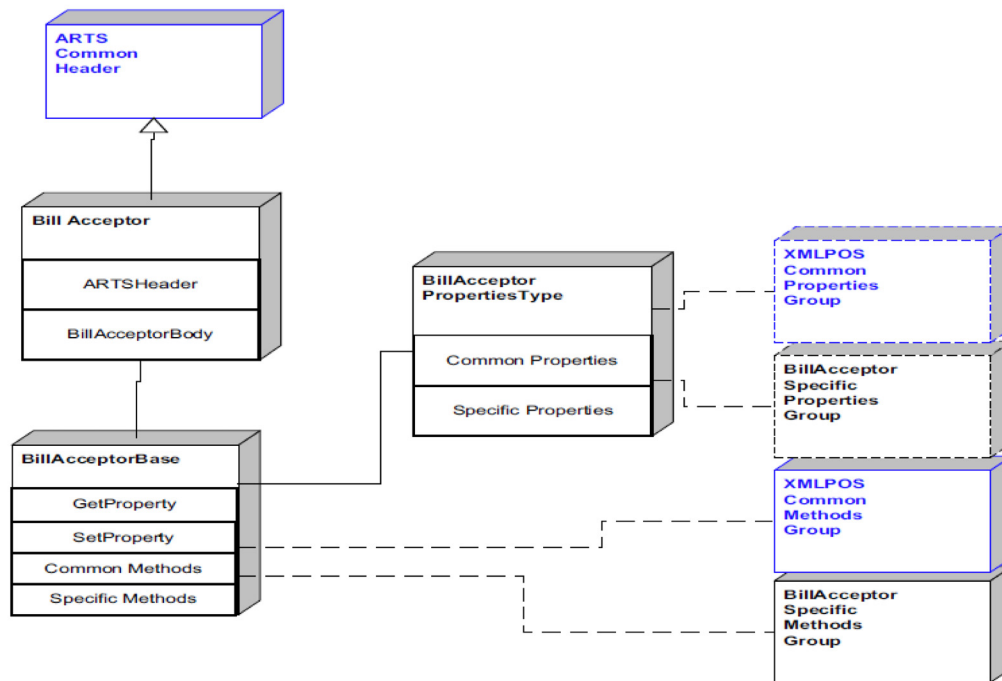 ARTS
Common
Header
Bill Acceptor
ARTSHeader
BillAcceptorBody
BillAcceptor
PropertiesType
Common Properties
Specific Properties
XMLPOS
Common
Properties
Group
BillAcceptor
Specific
Properties
Group
BillAcceptorBase
GetProperty
SetProperty
Common Methods
Specific Methods
XMLPOS
Common
Methods
Group
BillAcceptor
Specific
Methods
Group